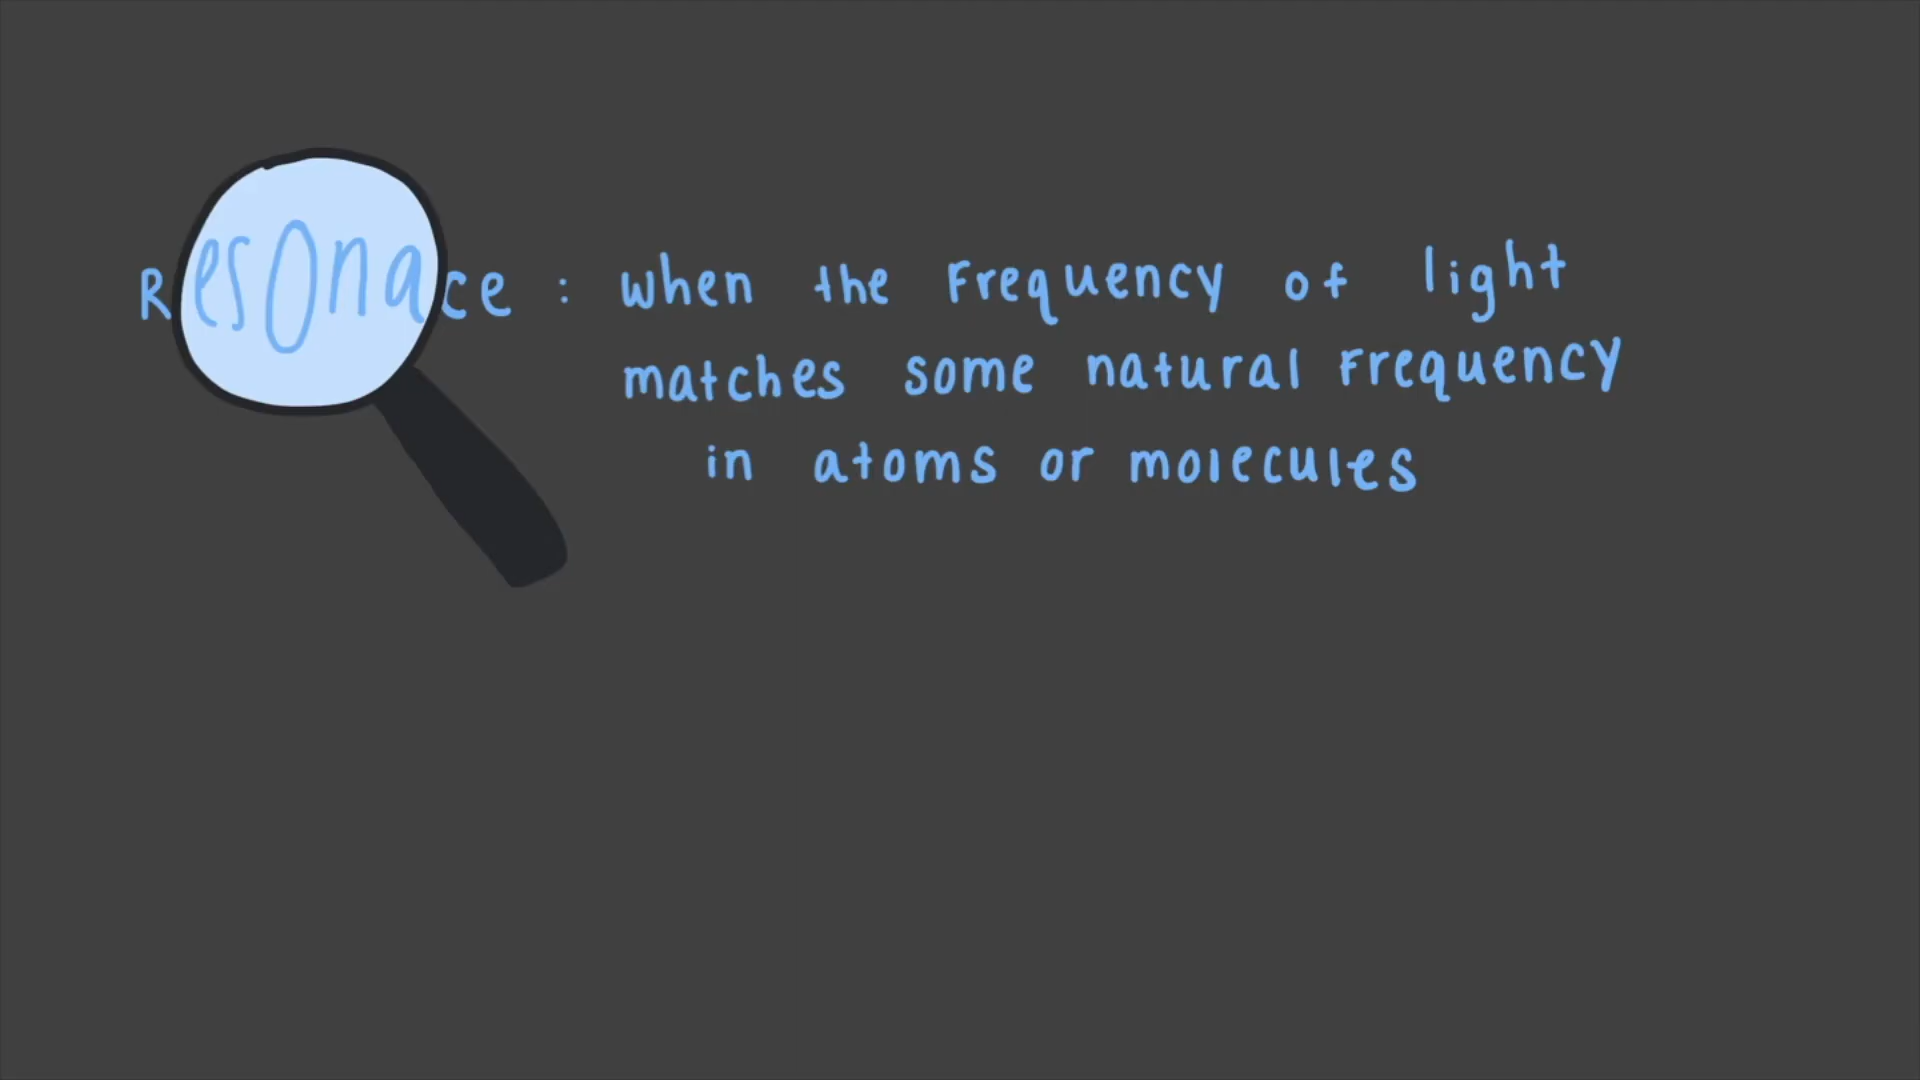 Resonace : when the Frequency of light
matches some natural Frequency
in atoms or molecules